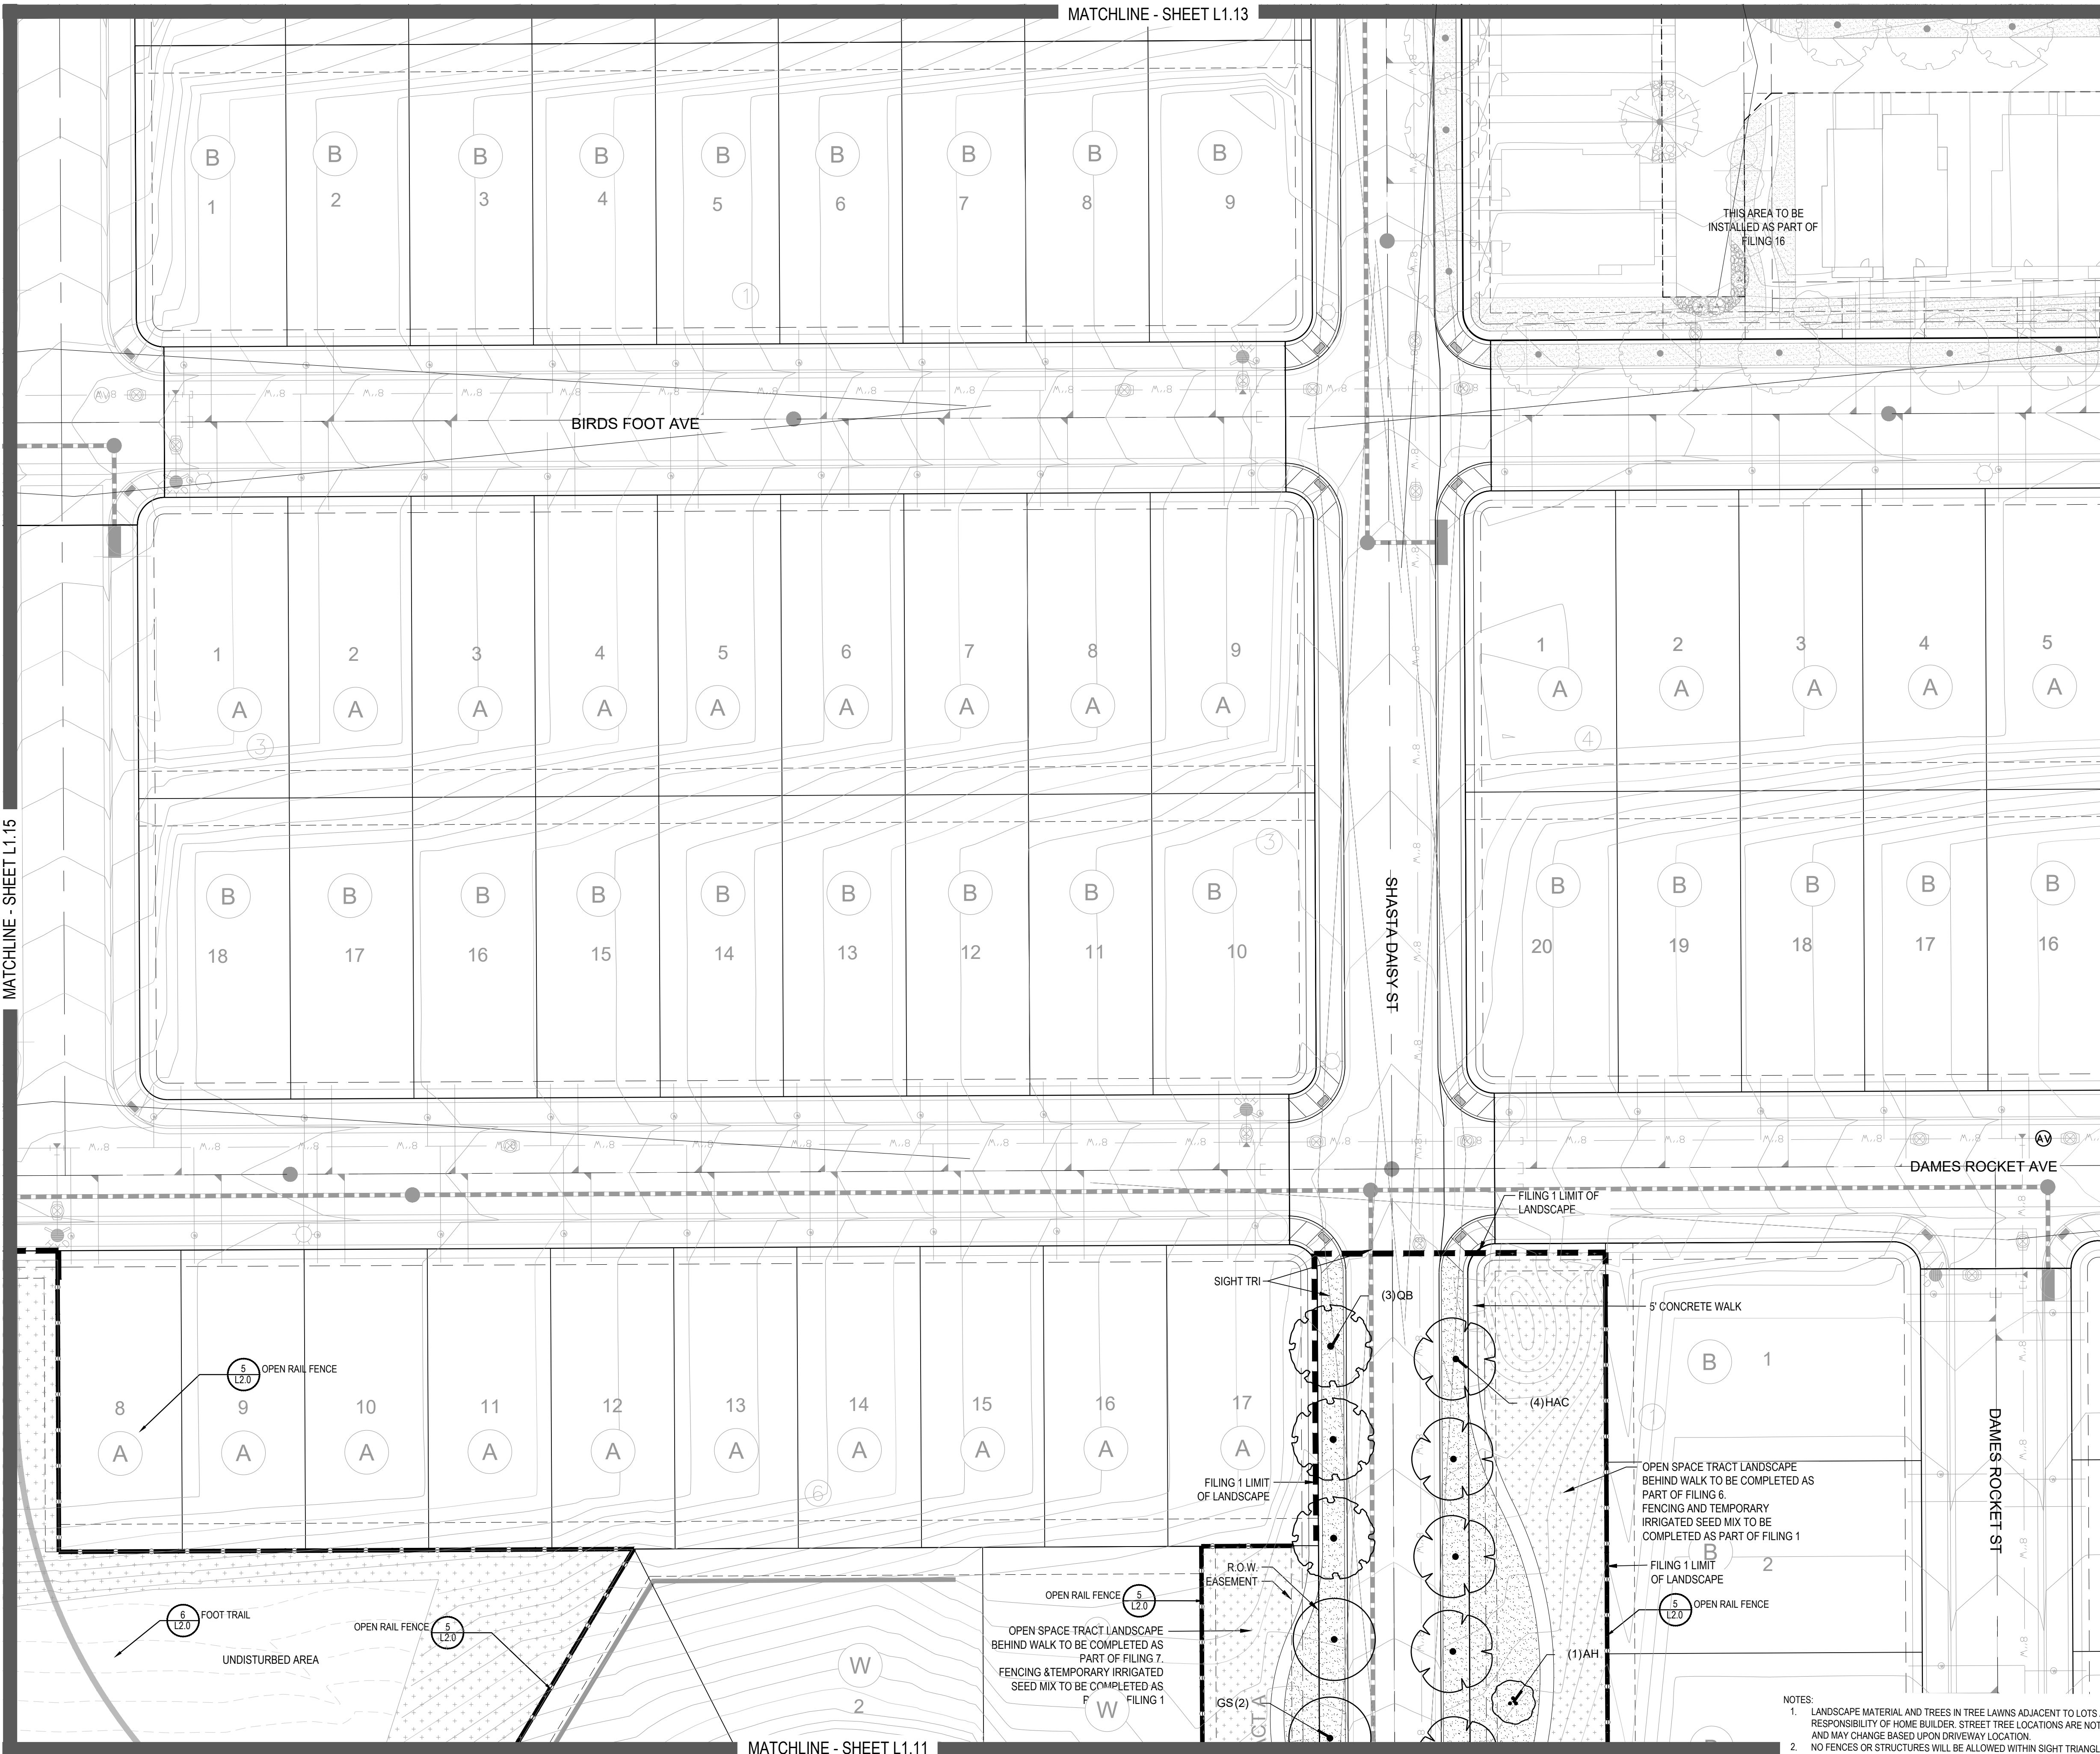 MATCHLINE - SHEET L1.13
B B B B B B B B B
1 2 3 4 5 6 7 8 9
1
THIS AREA TO BE
INSTALLED AS PART OF
FILING 16
BIRDS FOOT AVE
1 2 3 4 5 6 7 8 9
A A A A A A A A A
3
1 2 3 4 5
A A A A A
4
MATCHLINE - SHEET L1.15
3
B B B B B B B B B
18 17 16 15 14 13 12 11 10
SHASTA DAISY ST
B B B B B
20 19 18 17 16
AV
DAMES ROCKET AVE
FILING 1 LIMIT OF
LANDSCAPE
SIGHT TRI
(3)QB
5' CONCRETE WALK
5
L2.0
OPEN RAIL FENCE
8 9 10 11 12 13 14 15 16 17
A A A A A A A A A A
6
(4)HAC
B 1
1
DAMES ROCKET ST
FILING 1 LIMIT
OF LANDSCAPE
OPEN SPACE TRACT LANDSCAPE
BEHIND WALK TO BE COMPLETED AS
PART OF FILING 6.
FENCING AND TEMPORARY
IRRIGATED SEED MIX TO BE
COMPLETED AS PART OF FILING 1
B 2
FILING 1 LIMIT
OF LANDSCAPE
R.O.W.
EASEMENT
OPEN RAIL FENCE
5
L2.0
5
L2.0
OPEN RAIL FENCE
6
L2.0
FOOT TRAIL
OPEN RAIL FENCE
5
L2.0
UNDISTURBED AREA
OPEN SPACE TRACT LANDSCAPE
BEHIND WALK TO BE COMPLETED AS
PART OF FILING 7.
FENCING &TEMPORARY IRRIGATED
SEED MIX TO BE COMPLETED AS
FILING 1
W
2
W
(1)AH
GS(2)
NOTES:
1. LANDSCAPE MATERIAL AND TREES IN TREE LAWNS ADJACENT TO LOTS
RESPONSIBILITY OF HOME BUILDER. STREET TREE LOCATIONS ARE NOT
AND MAY CHANGE BASED UPON DRIVEWAY LOCATION.
2. NO FENCES OR STRUCTURES WILL BE ALLOWED WITHIN SIGHT TRIANGL
MATCHLINE - SHEET L1.11